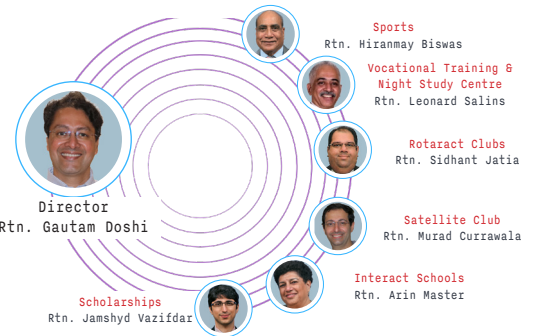 Sports
Rtn. Hiranmay Biswas
Vocational Training &
Night Study Centre
Rtn. Leonard Salins
Rotaract Clubs
Rtn. Sidhant Jatia
Director
Rtn. Gautam Doshi
Satellite Club
Rtn. Murad Currawala
Interact Schools
Rtn. Arin Master
Scholarships
Rtn. Jamshyd Vazifdar